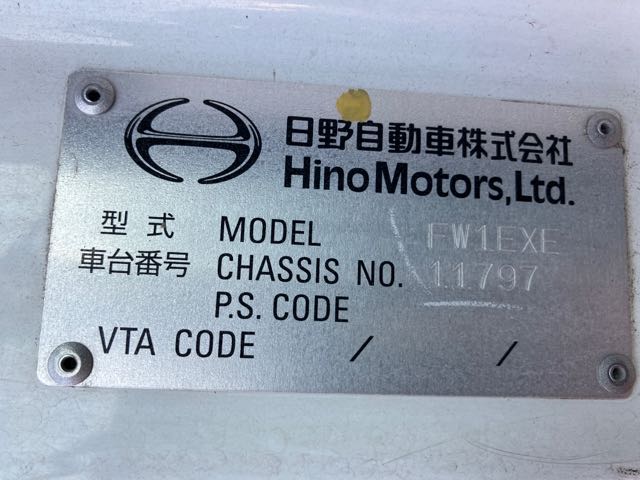 日野自動車株式会社
Hino Motors, Ltd.
型式 MODEL FW1EXE
車台番号 CHASSIS NO. 11797
P.S. CODE
VTA CODE / /